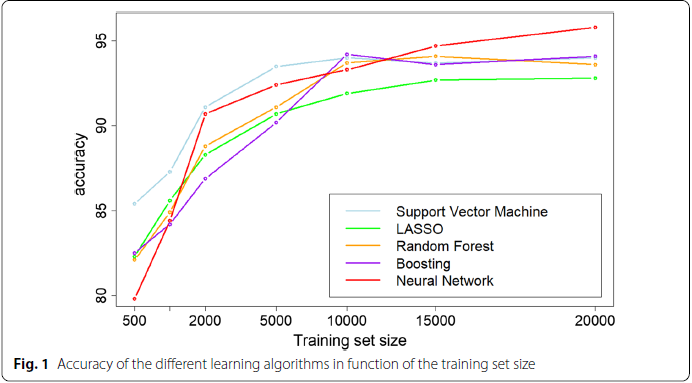 95
90
85
80
accuracy
500
2000
5000
10000
15000
20000
Training set size
Support Vector Machine
LASSO
Random Forest
Boosting
Neural Network
Fig. 1 Accuracy of the different learning algorithms in function of the training set size